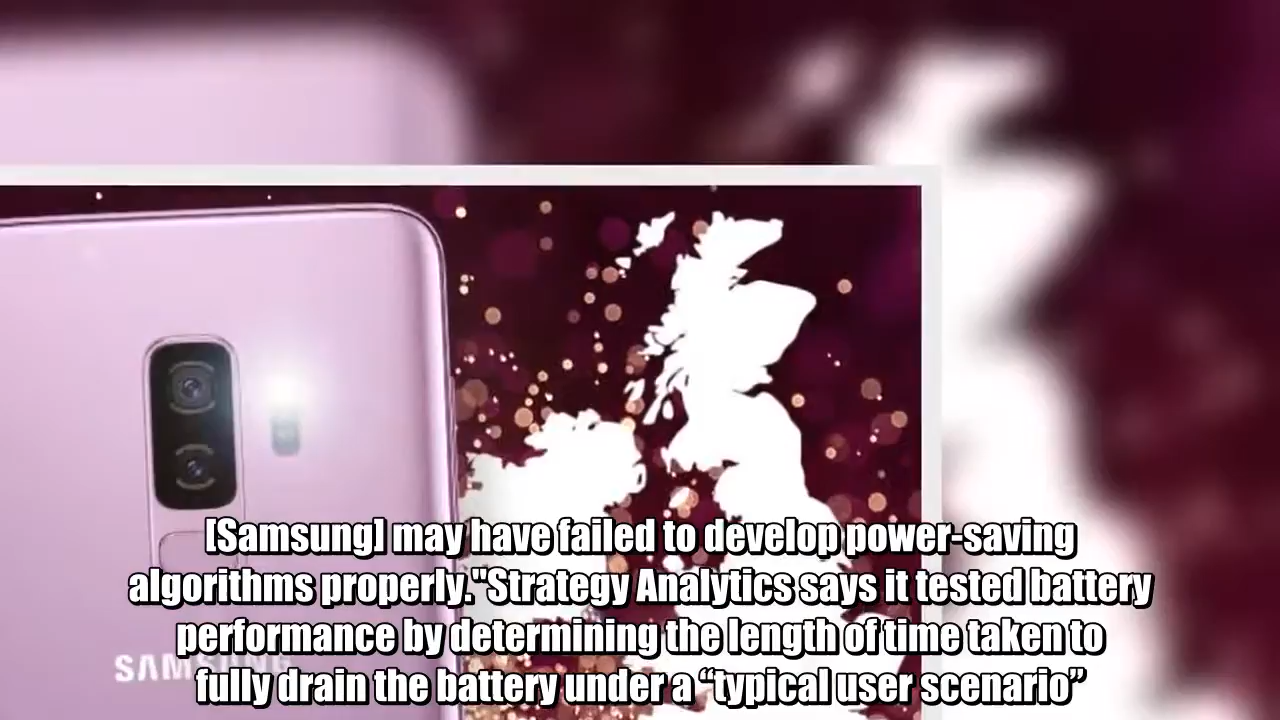 [Samsung] may have failed to develop power-saving
algorithms properly."Strategy Analytics says it tested battery
performance by determining the length of time taken to
SAMSUNG
fully drain the battery under a “typical user scenario”